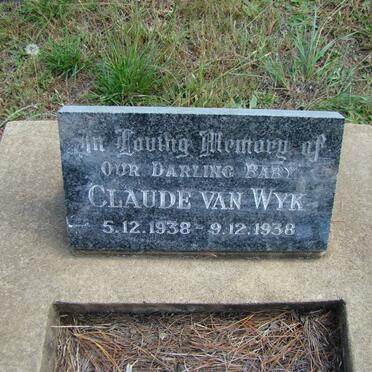 In Loving Memory of
OUR DARLING BABY
CLAUDE VAN WYK
5.12.1938 - 9.12.1938